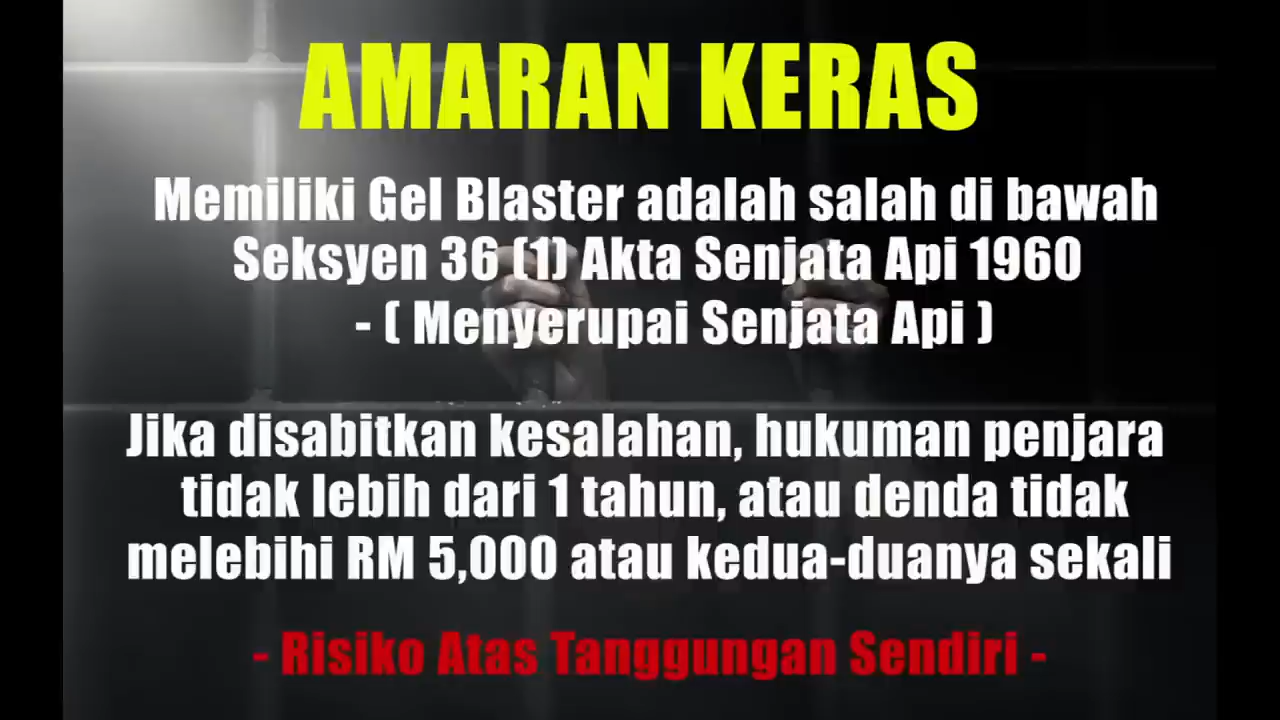 AMARAN KERAS
Memiliki Gel Blaster adalah salah di bawah
Seksyen 36 (1) Akta Senjata Api 1960
- ( Menyerupai Senjata Api )
Jika disabitkan kesalahan, hukuman penjara
tidak lebih dari 1 tahun, atau denda tidak
melebihi RM 5,000 atau kedua-duanya sekali
- Risiko Atas Tanggungan Sendiri -